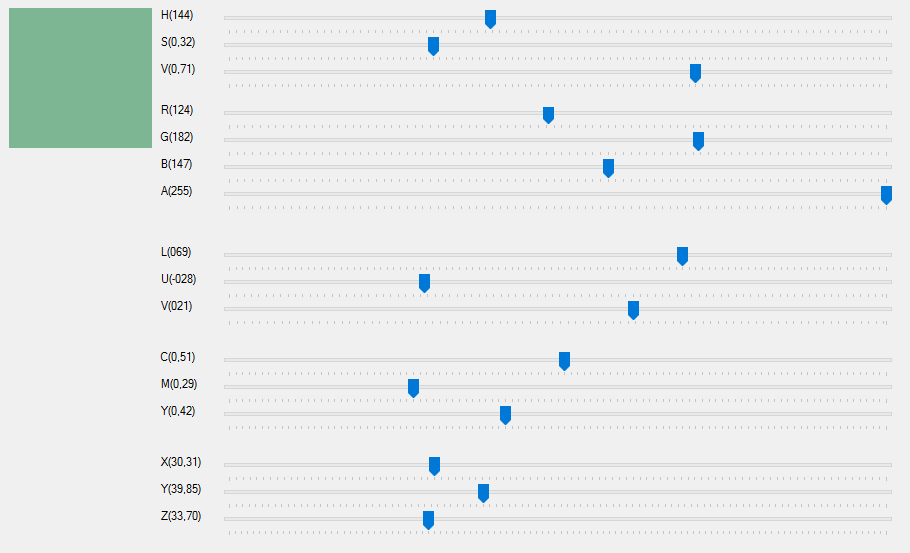 H(144)
S(0,32)
V(0,71)
R(124)
G(182)
B(147)
A(255)
L(069)
U(-028)
V(021)
C(0,51)
M(0,29)
Y(0,42)
X(30,31)
Y(39,85)
Z(33,70)